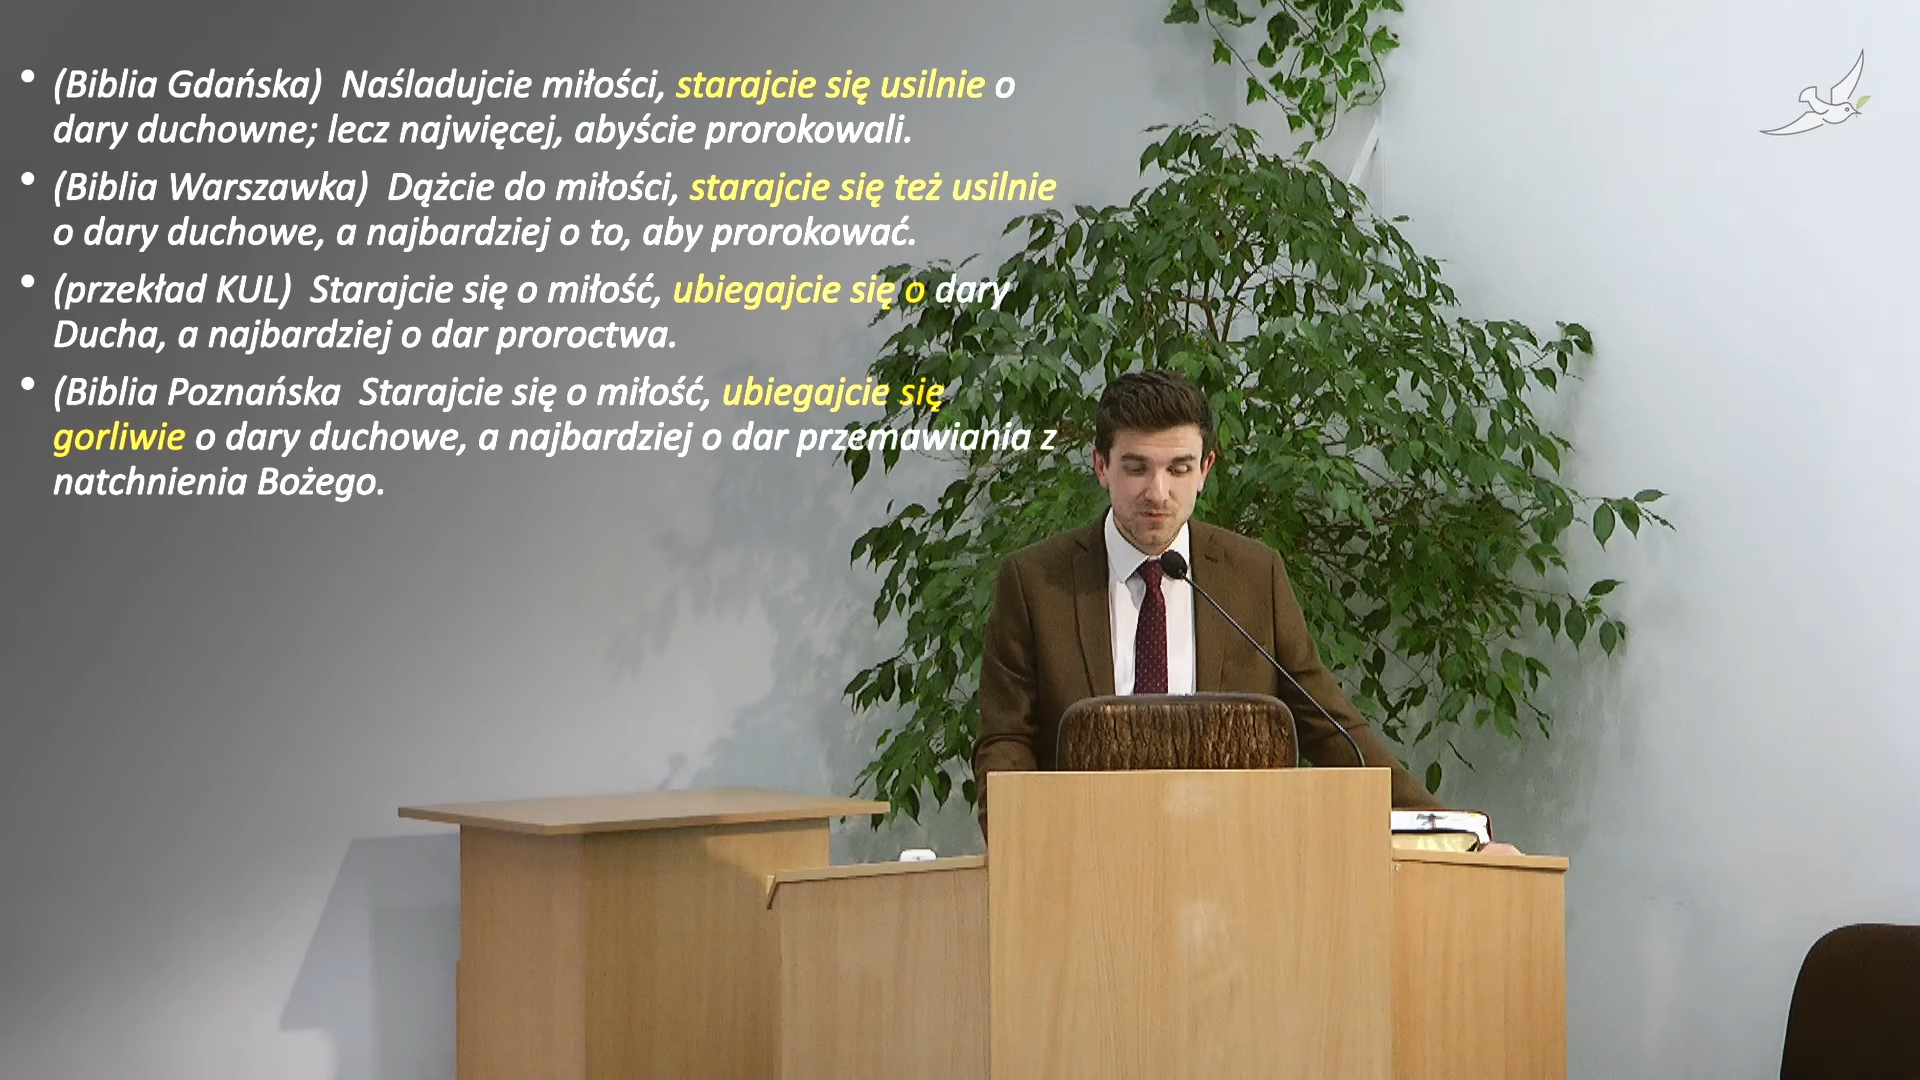 • (Biblia Gdańska) Naśladujcie miłości, starajcie się usilnie o
dary duchowne; lecz najwięcej, abyście prorokowali.
• (Biblia Warszawka) Dążcie do miłości, starajcie się też usilnie
o dary duchowe, a najbardziej o to, aby prorokować.
• (przekład KUL) Starajcie się o miłość, ubiegajcie się o dary
Ducha, a najbardziej o dar proroctwa.
• (Biblia Poznańska Starajcie się o miłość, ubiegajcie się
gorliwie o dary duchowe, a najbardziej o dar przemawiania z
natchnienia Bożego.